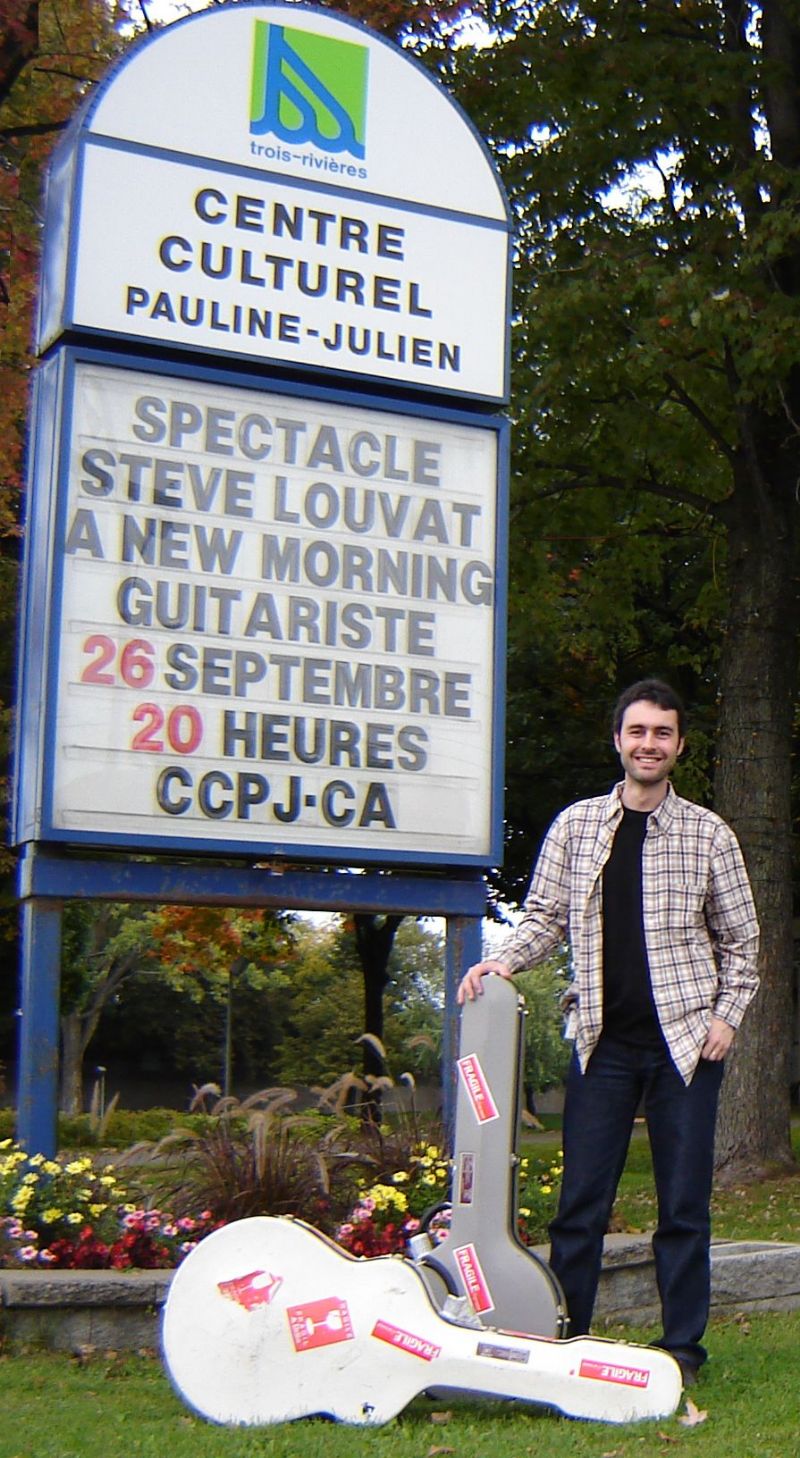 trois-rivières
CENTRE
CULTUREL
PAULINE-JULIEN
SPECTACLE
STEVE LOUVAT
A NEW MORNING
GUITARISTE
26 SEPTEMBRE
20 HEURES
CCPJ·CA
FRAGILE
FRAGILE
FRAGILE
FRAGILE
FRAGILE